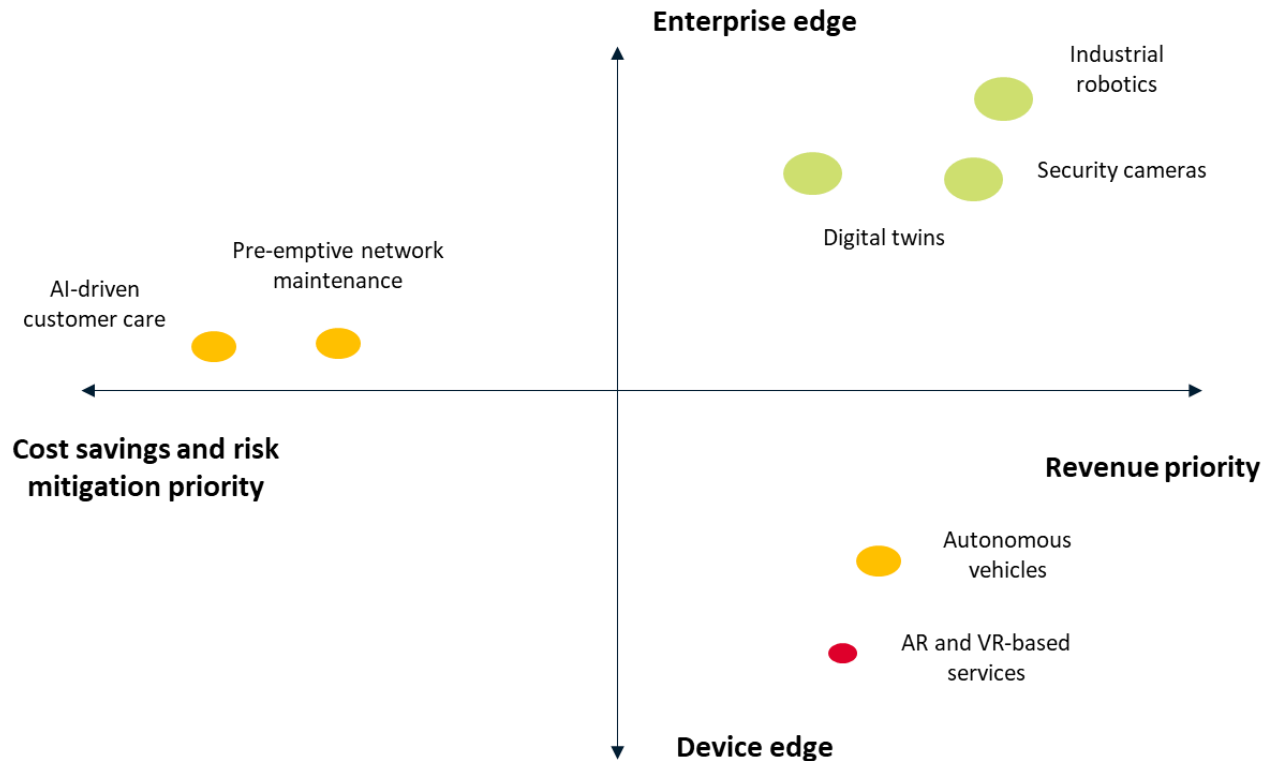 Enterprise edge
Industrial
robotics
Security cameras
Digital twins
Pre-emptive network
maintenance
AI-driven
customer care
Cost savings and risk
mitigation priority
Revenue priority
Autonomous
vehicles
AR and VR-based
services
Device edge